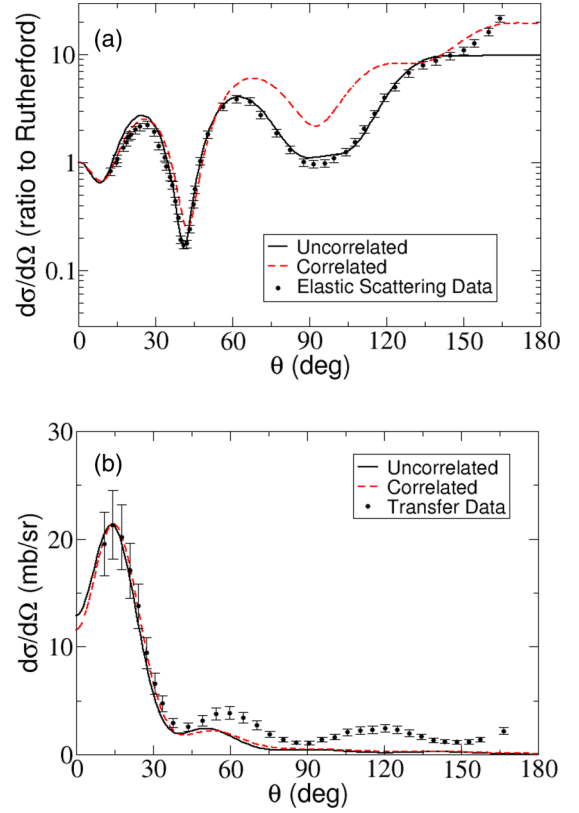 (a)
dσ/dΩ (ratio to Rutherford)
10
1
0.1
Uncorrelated
Correlated
Elastic Scattering Data
0 30 60 90 120 150 180
θ (deg)
(b)
dσ/dΩ (mb/sr)
30
20
10
0
Uncorrelated
Correlated
Transfer Data
0 30 60 90 120 150 180
θ (deg)